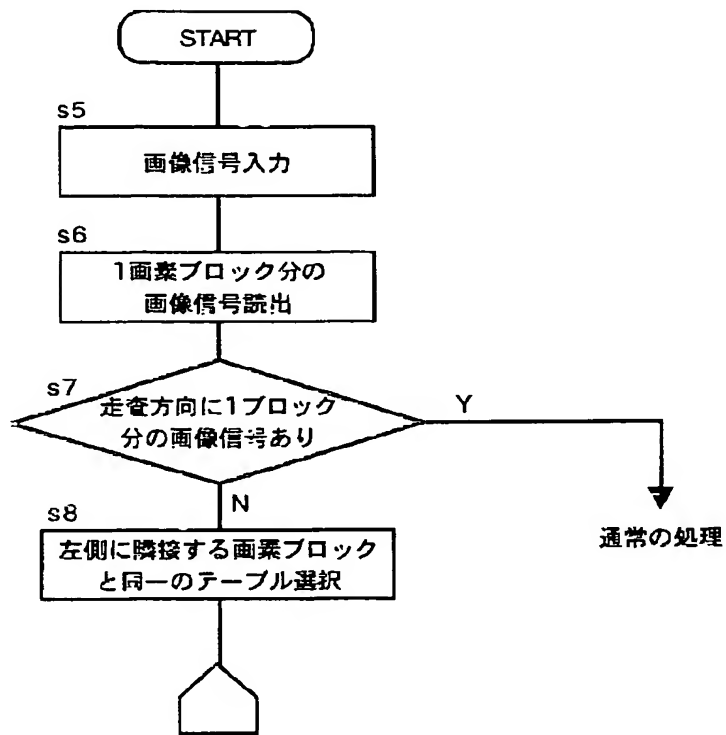 START
s5
画像信号入力
s6
1画素ブロック分の
画像信号読出
s7
走査方向に1ブロック
分の画像信号あり
Y
N
通常の処理
s8
左側に隣接する画素ブロック
と同一のテーブル選択